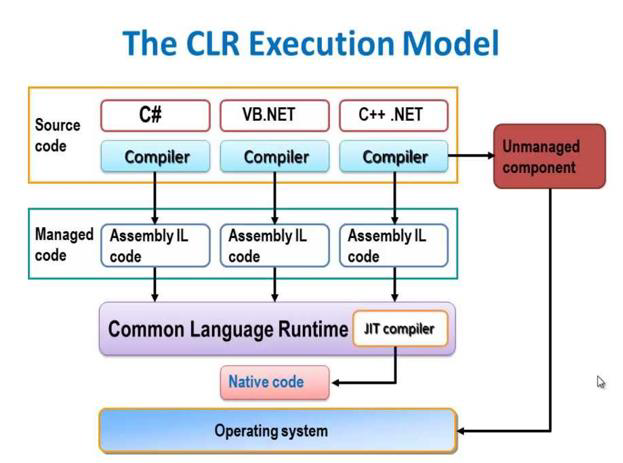 The CLR Execution Model
C#
VB.NET
C++ .NET
Source
code
Compiler
Compiler
Compiler
Unmanaged
component
Managed
code
Assembly IL
code
Assembly IL
code
Assembly IL
code
Common Language Runtime
JIT compiler
Native code
Operating system